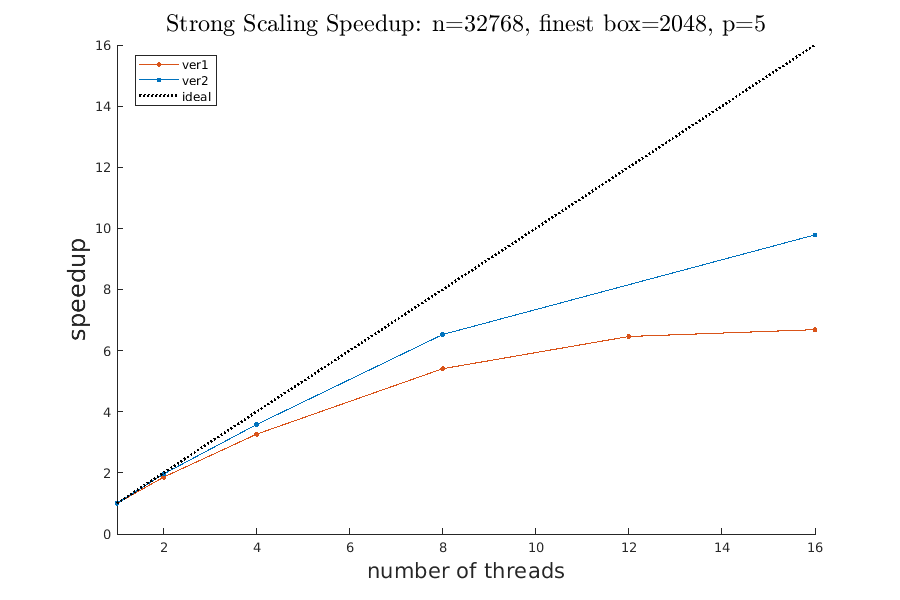 Strong Scaling Speedup: n=32768, finest box=2048, p=5
16
ver1
ver2
ideal
14
12
10
8
6
4
2
0
speedup
2 4 6 8 10 12 14 16
number of threads